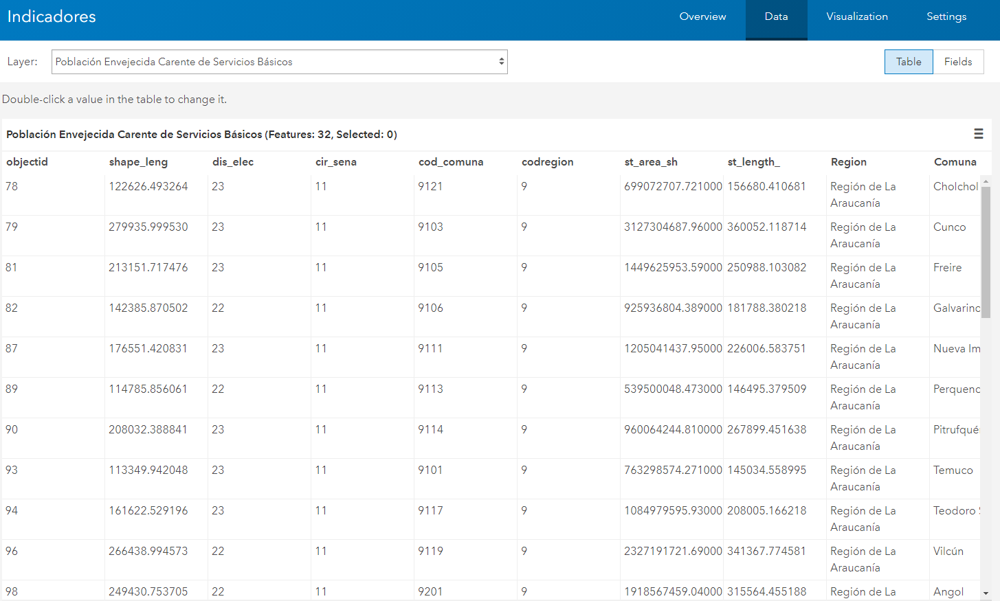 Indicadores Overview Data Visualization Settings
Layer: Población Envejecida Carente de Servicios Básicos Table Fields
Double-click a value in the table to change it.
Población Envejecida Carente de Servicios Básicos (Features: 32, Selected: 0)
objectid shape_leng dis_elec cir_sena cod_comuna codregion st_area_sh st_length_ Region Comuna
78 122626.493264 23 11 9121 9 699072707.721000 156680.410681 Región de La Cholchol
Araucanía
79 279935.999530 23 11 9103 9 3127304687.96000 360052.118714 Región de La Cunco
Araucanía
81 213151.717476 23 11 9105 9 1449625953.59000 250988.103082 Región de La Freire
Araucanía
82 142385.870502 22 11 9106 9 925936804.389000 181788.380218 Región de La Galvarino
Araucanía
87 176551.420831 23 11 9111 9 1205041437.95000 226006.583751 Región de La Nueva Im
Araucanía
89 114785.856061 22 11 9113 9 539500048.473000 146495.379509 Región de La Perquenc
Araucanía
90 208032.388841 23 11 9114 9 960064244.810000 267899.451638 Región de La Pitrufqué
Araucanía
93 113349.942048 23 11 9101 9 763298574.271000 145034.558995 Región de La Temuco
Araucanía
94 161622.529196 23 11 9117 9 1084979595.93000 208005.166218 Región de La Teodoro
Araucanía
96 266438.994573 22 11 9119 9 2327191721.69000 341367.774581 Región de La Vilcún
Araucanía
98 249430.753705 22 11 9201 9 1918567459.04000 315564.455188 Región de La Angol